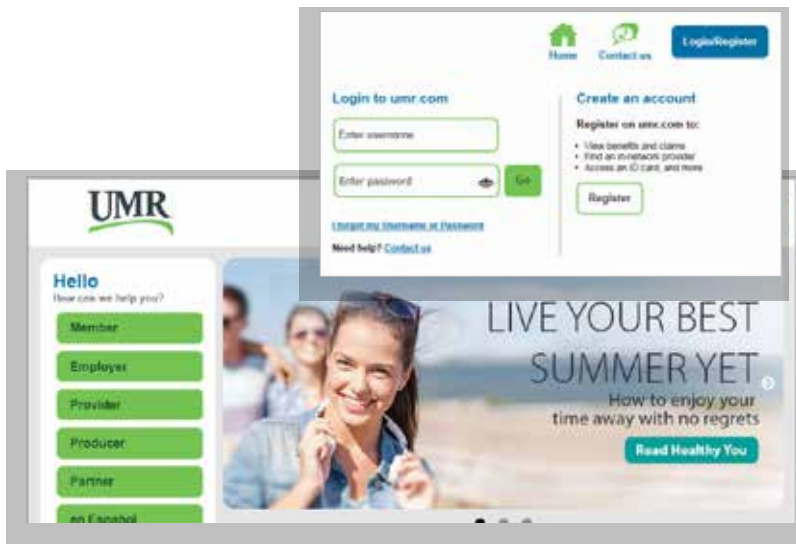 Home
Contact us
Login/Register
Login to umr.com
Enter username
Enter password
Go
I forgot my Username or Password
Need help? Contact us
Create an account
Register on umr.com to:
• View benefits and claims
• Find an in-network provider
• Access an ID card, and more
Register
UMR
Hello
How can we help you?
Member
Employer
Provider
Producer
Partner
en Español
LIVE YOUR BEST
SUMMER YET
How to enjoy your
time away with no regrets
Read Healthy You